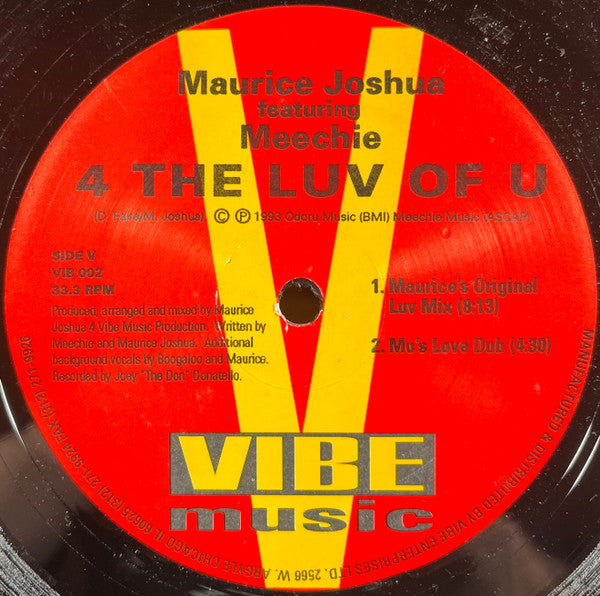 Maurice Joshua
featuring
Meechie
4 THE LUV OF U
(D. Faire/M. Joshua) © ℗ 1993 Odoru Music (BMI) Meechie Music (ASCAP)
SIDE V
VIB 002
33.3 RPM
Produced, arranged and mixed by Maurice
Joshua 4 Vibe Music Production. Written by
Meechie and Maurice Joshua. Additional
background vocals by Boogaloo and Maurice.
Recorded by Joey "The Don" Donatello.
1. Maurice's Original
Luv Mix (8:13)
2. Mo's Love Dub (4:30)
VIBE
music
MANUFACTURED & DISTRIBUTED BY VIBE ENTERPRISES LTD. 2566 W. ARGYLE CHICAGO IL 60625 (312) 271-8924 FAX (312) 271-8926